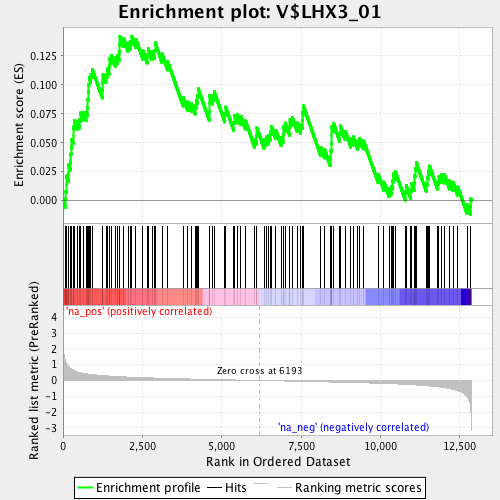 Enrichment plot: V$LHX3_01
Enrichment score (ES)
0.125
0.100
0.075
0.050
0.025
0.000
'na_pos' (positively correlated)
Ranked list metric (PreRanked)
4
3
2
1
0
-1
-2
-3
Zero cross at 6193
'na_neg' (negatively correlated)
0
2,500
5,000
7,500
10,000
12,500
Rank in Ordered Dataset
Enrichment profile
Hits
Ranking metric scores